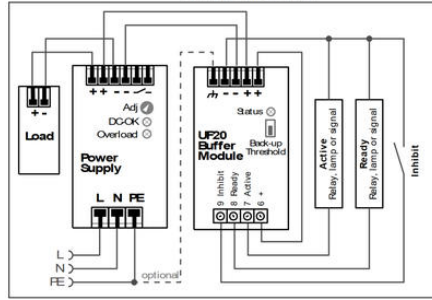 + -
Load
+ + - -
Adj
DC-OK
Overload
Power
Supply
L N PE
- - + +
Status
Back-up
Threshold
UF20
Buffer
Module
9 Inhibit
8 Ready
7 Active
6 +
Active
Relay, lamp or signal
Ready
Relay, lamp or signal
Inhibit
L
N
PE
optional